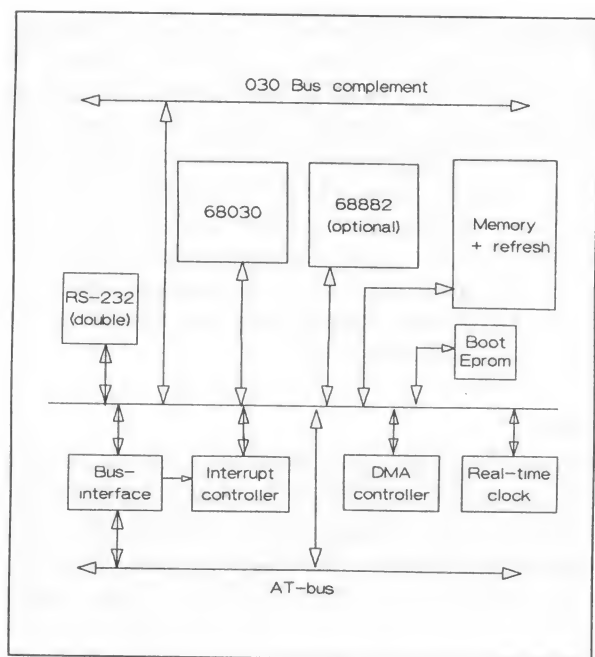 030 Bus complement
68030
68882
(optional)
Memory
+ refresh
RS-232
(double)
Boot
Eprom
Bus-
interface
Interrupt
controller
DMA
controller
Real-time
clock
AT-bus